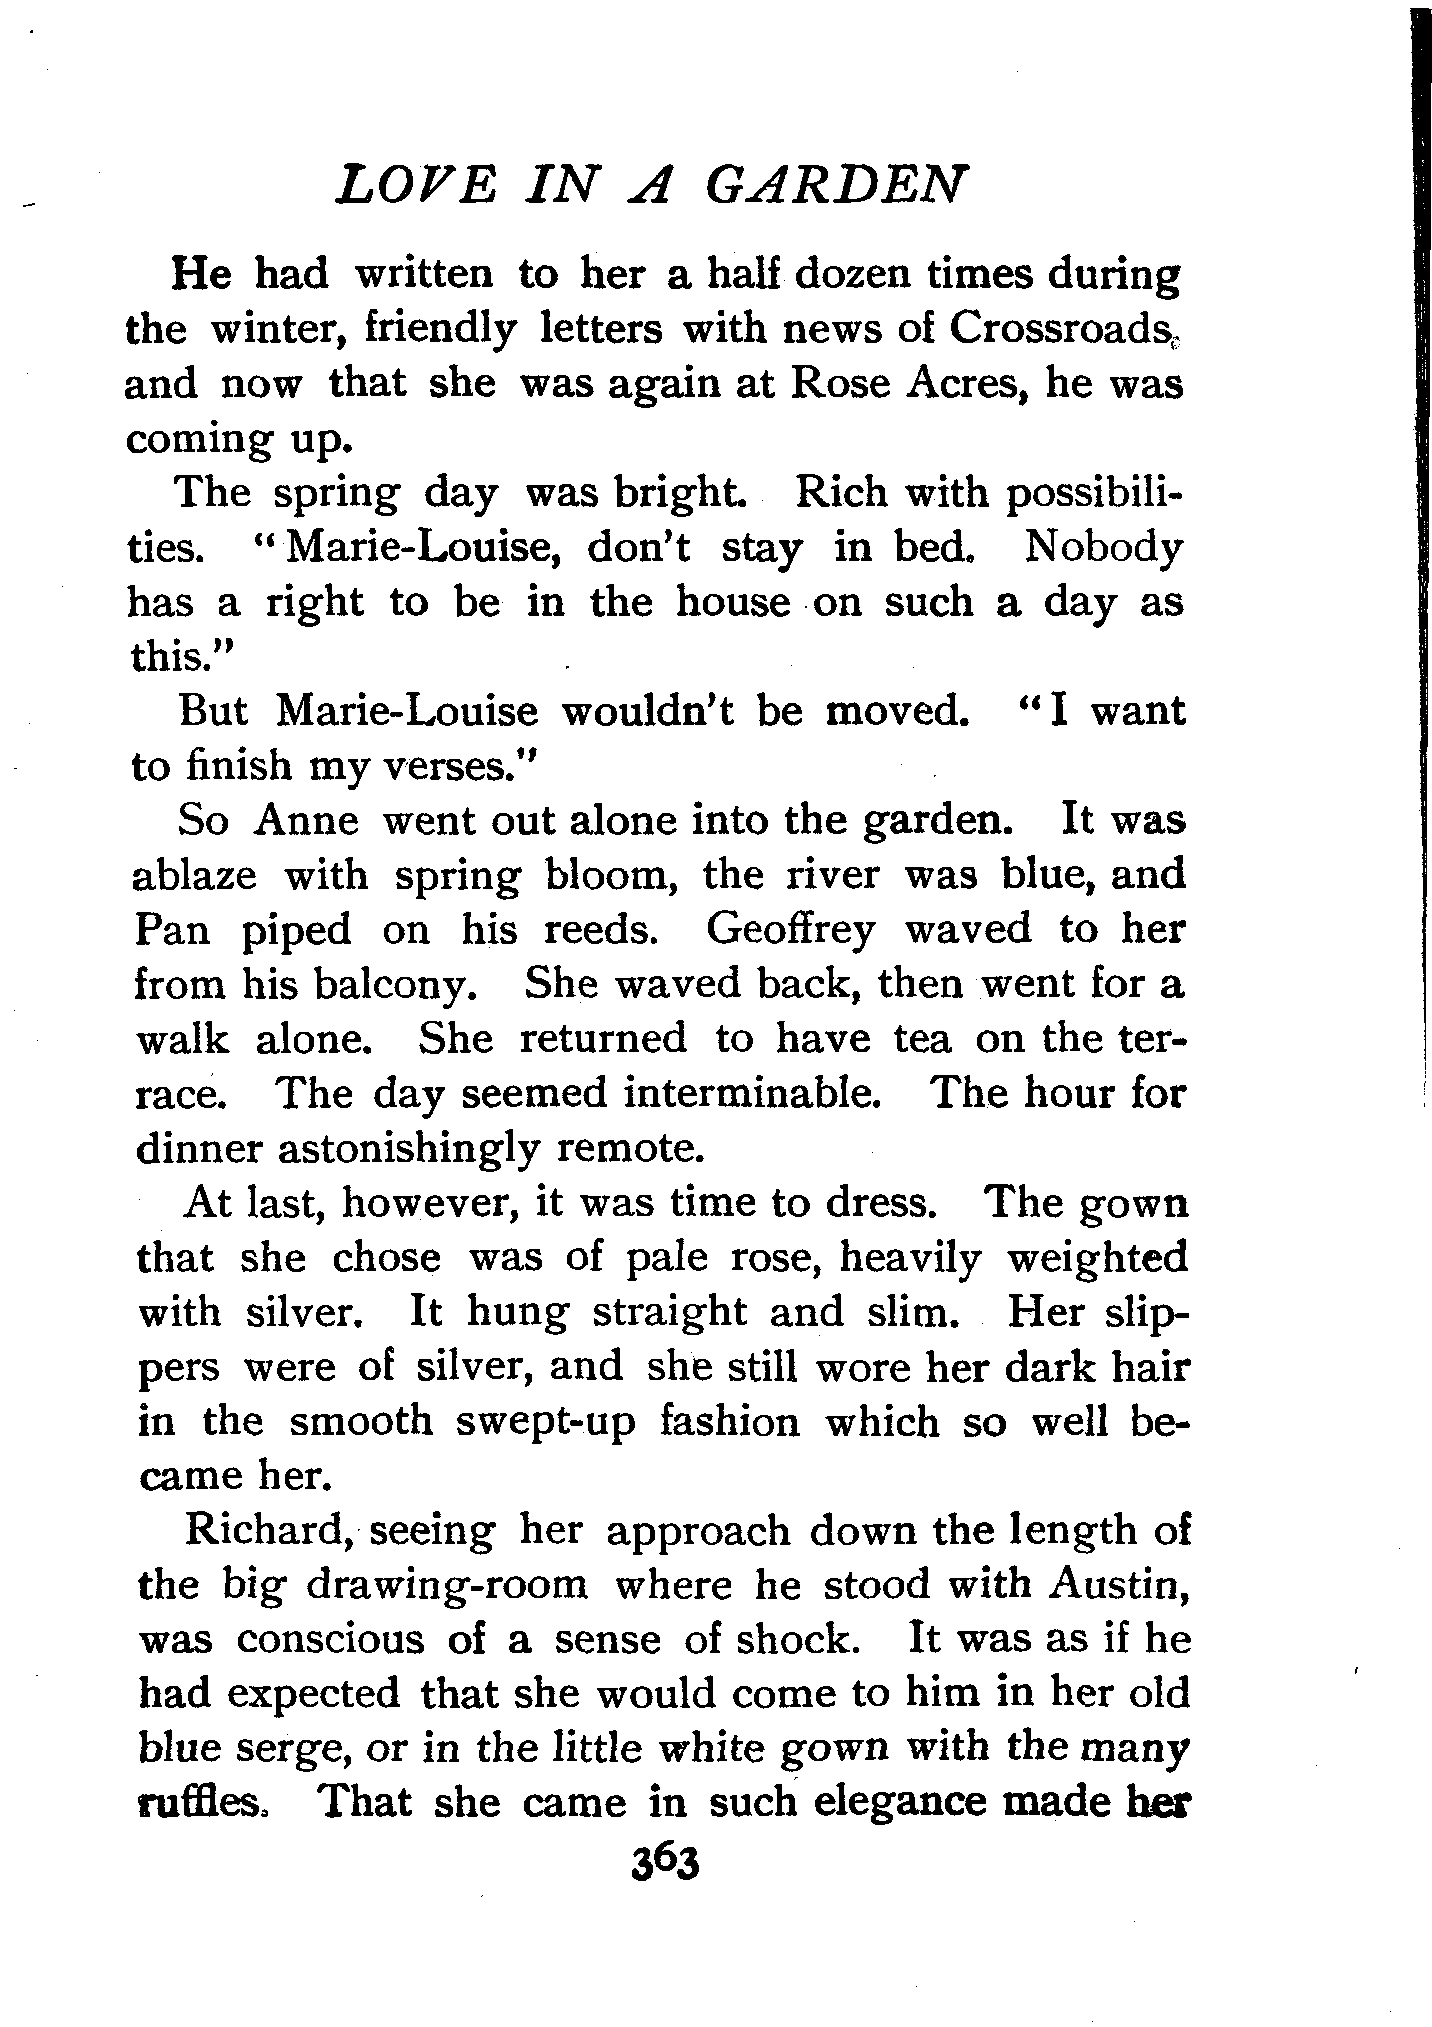 LOVE IN A GARDEN
He had written to her a half dozen times during
the winter, friendly letters with news of Crossroads,
and now that she was again at Rose Acres, he was
coming up.
The spring day was bright. Rich with possibili-
ties. "Marie-Louise, don't stay in bed. Nobody
has a right to be in the house on such a day as
this."
But Marie-Louise wouldn't be moved. "I want
to finish my verses."
So Anne went out alone into the garden. It was
ablaze with spring bloom, the river was blue, and
Pan piped on his reeds. Geoffrey waved to her
from his balcony. She waved back, then went for a
walk alone. She returned to have tea on the ter-
race. The day seemed interminable. The hour for
dinner astonishingly remote.
At last, however, it was time to dress. The gown
that she chose was of pale rose, heavily weighted
with silver. It hung straight and slim. Her slip-
pers were of silver, and she still wore her dark hair
in the smooth swept-up fashion which so well be-
came her.
Richard, seeing her approach down the length of
the big drawing-room where he stood with Austin,
was conscious of a sense of shock. It was as if he
had expected that she would come to him in her old
blue serge, or in the little white gown with the many
ruffles. That she came in such elegance made her
363